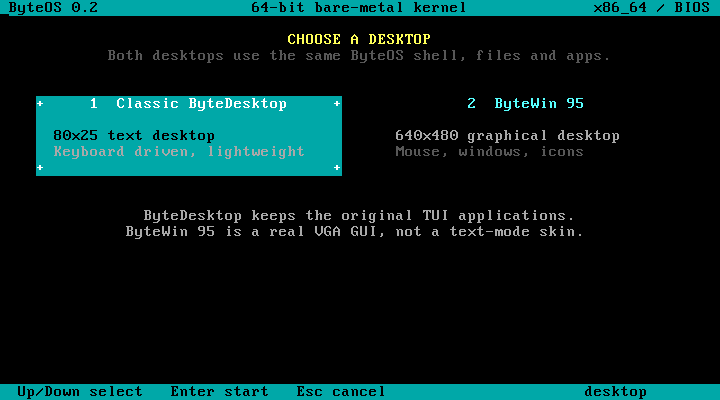 ByteOS 0.2 64-bit bare-metal kernel x86_64 / BIOS
CHOOSE A DESKTOP
Both desktops use the same ByteOS shell, files and apps.
+ 1 Classic ByteDesktop +
80x25 text desktop
Keyboard driven, lightweight
+ +
2 ByteWin 95
640x480 graphical desktop
Mouse, windows, icons
ByteDesktop keeps the original TUI applications.
ByteWin 95 is a real VGA GUI, not a text-mode skin.
Up/Down select Enter start Esc cancel desktop